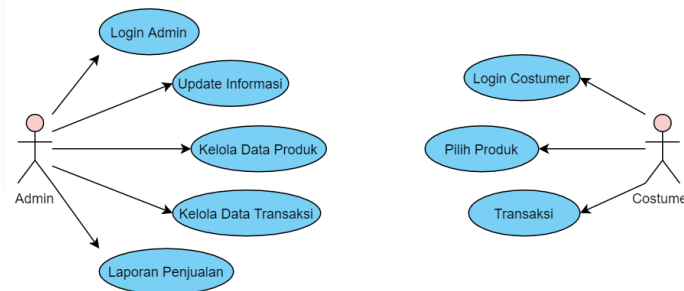 Login Admin
Update Informasi
Kelola Data Produk
Kelola Data Transaksi
Laporan Penjualan
Admin
Login Costumer
Pilih Produk
Transaksi
Costume